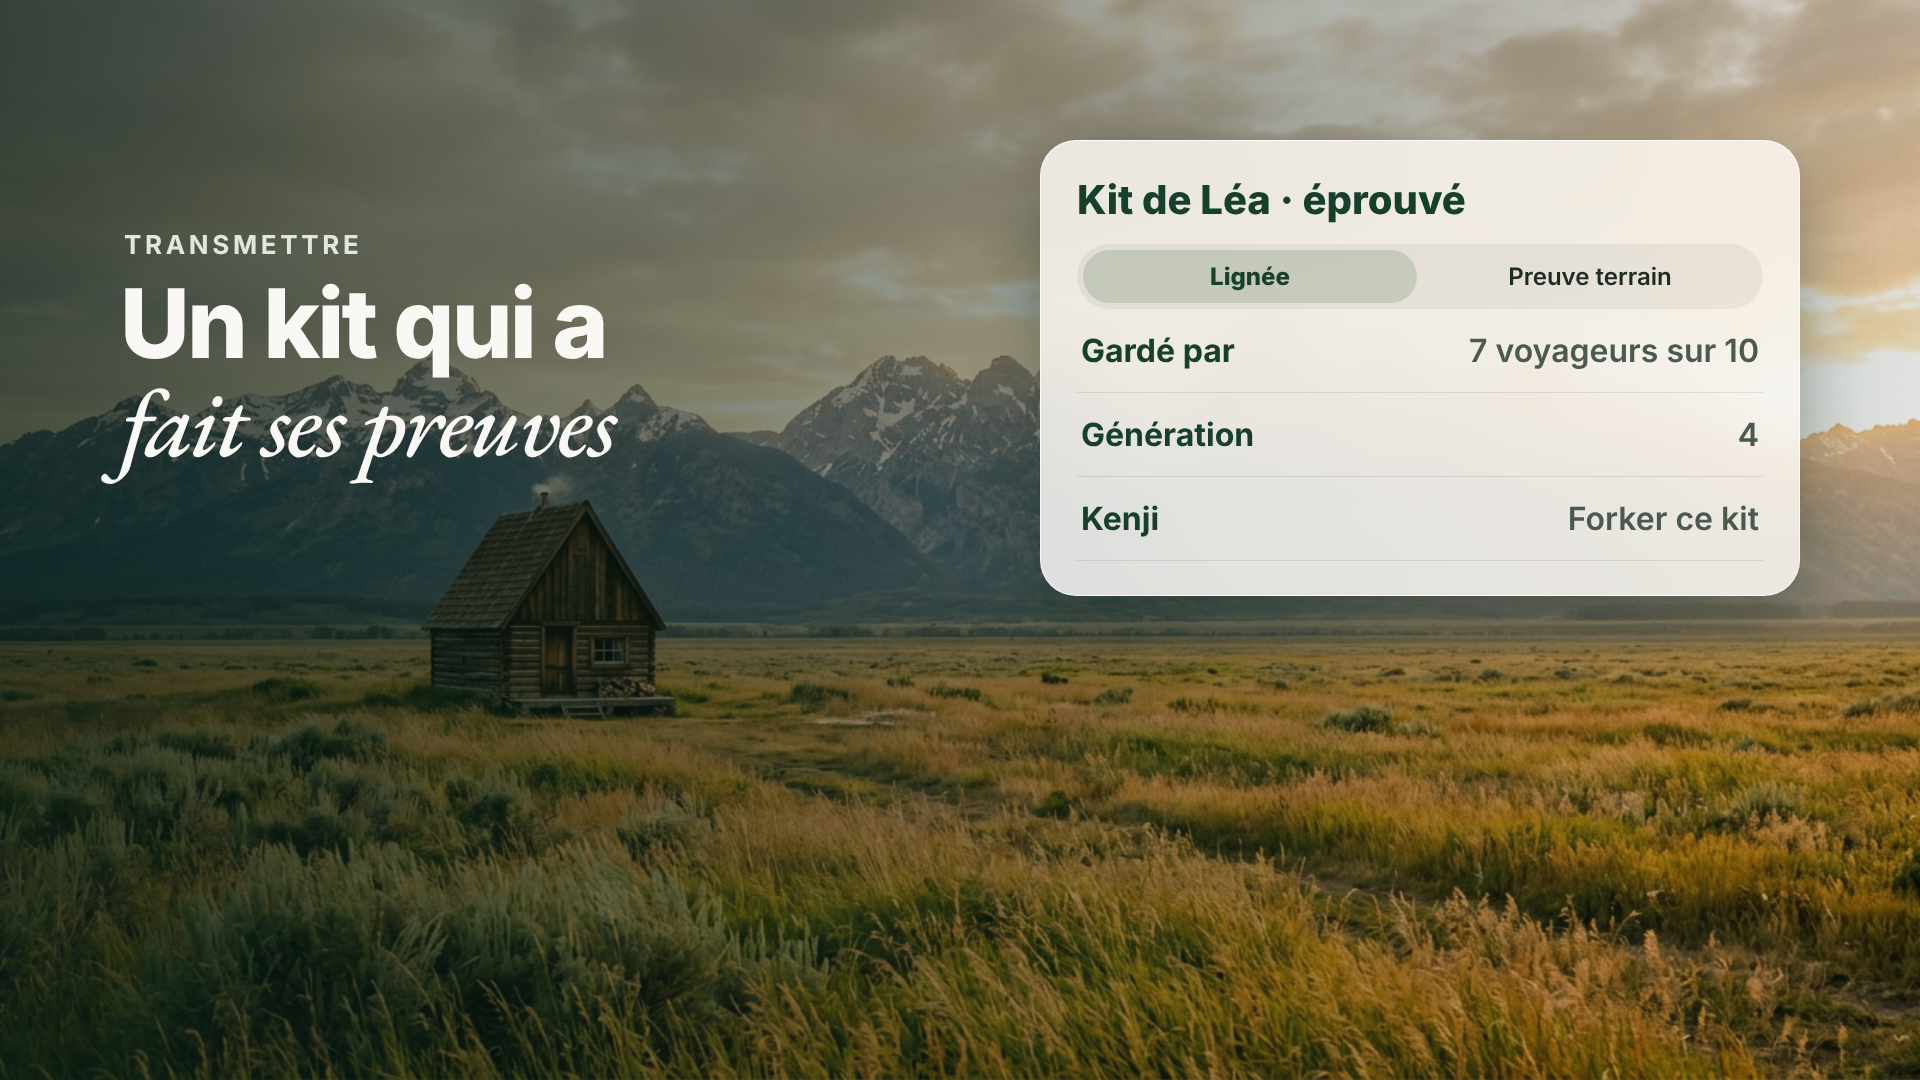 TRANSMETTRE
Un kit qui a
fait ses preuves
Kit de Léa · éprouvé
Lignée
Preuve terrain
Gardé par
7 voyageurs sur 10
Génération
4
Kenji
Forker ce kit